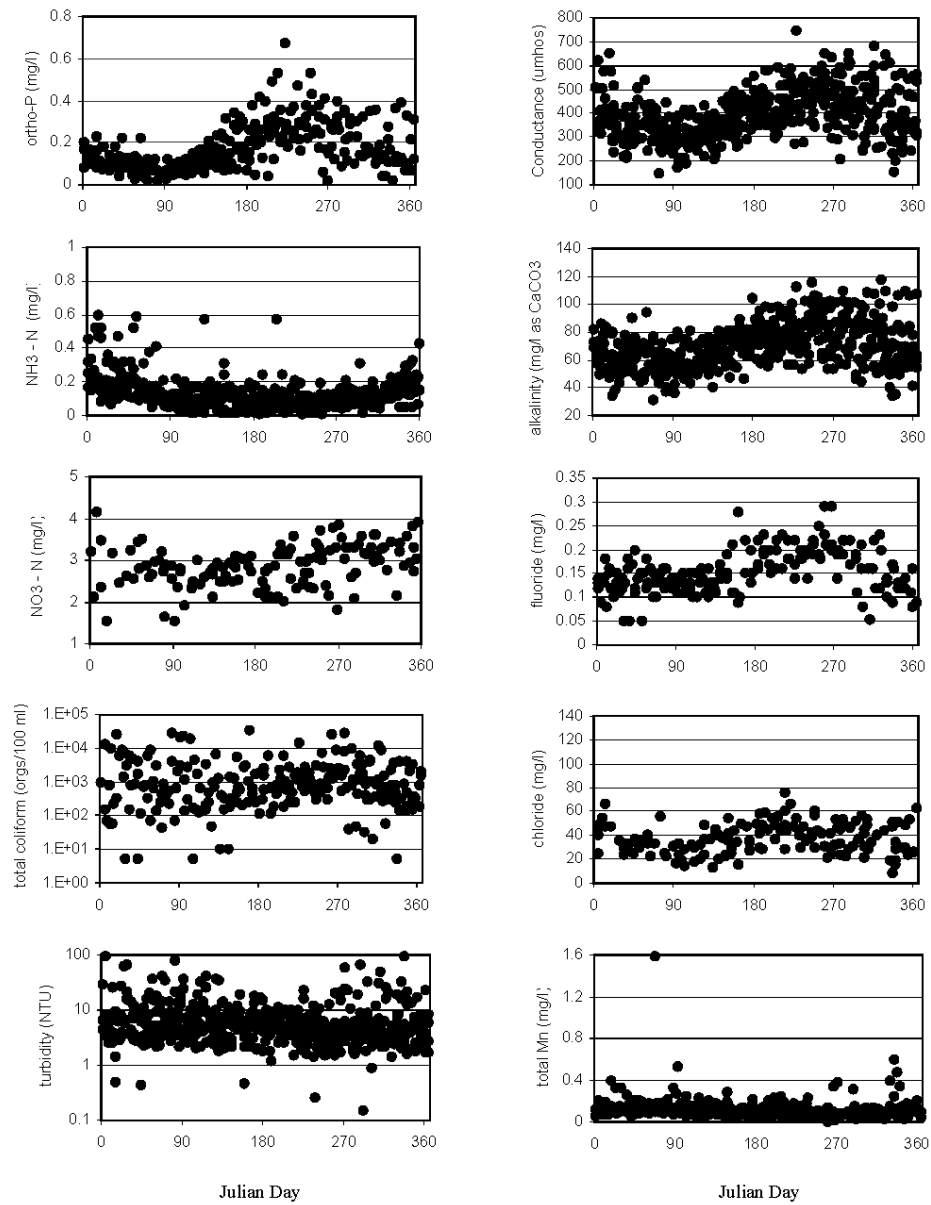 ortho-P (mg/l)
0.8
0.6
0.4
0.2
0
0 90 180 270 360
Conductance (umhos)
800
700
600
500
400
300
200
100
0 90 180 270 360
NH3 - N (mg/l)
1
0.8
0.6
0.4
0.2
0
0 90 180 270 360
alkalinity (mg/l as CaCO3
140
120
100
80
60
40
20
0 90 180 270 360
NO3 - N (mg/l)
5
4
3
2
1
0 90 180 270 360
fluoride (mg/l)
0.35
0.3
0.25
0.2
0.15
0.1
0.05
0
0 90 180 270 360
total coliform (orgs/100 ml)
1.E+05
1.E+04
1.E+03
1.E+02
1.E+01
1.E+00
0 90 180 270 360
chloride (mg/l)
140
120
100
80
60
40
20
0
0 90 180 270 360
turbidity (NTU)
100
10
1
0.1
0 90 180 270 360
total Mn (mg/l)
1.6
1.2
0.8
0.4
0
0 90 180 270 360
Julian Day
Julian Day